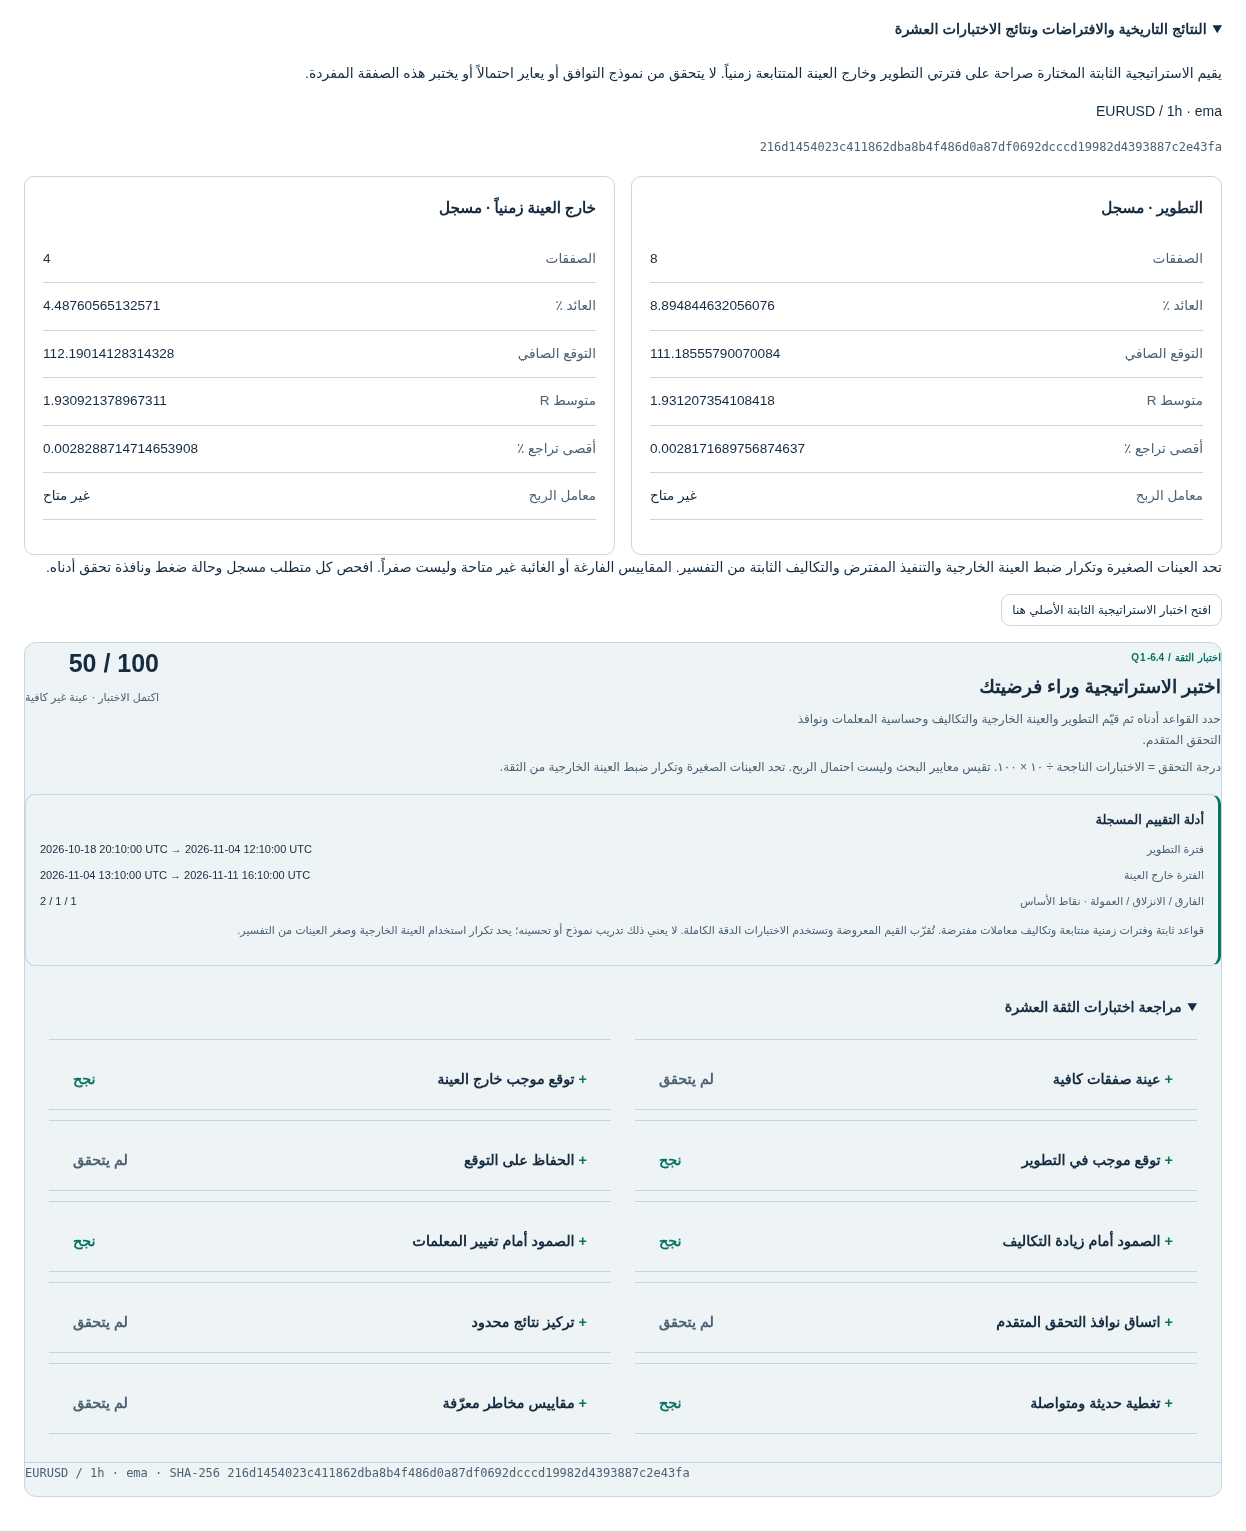 ▼ النتائج التاريخية والافتراضات ونتائج الاختبارات العشرة
يقيم الاستراتيجية الثابتة المختارة صراحة على فترتي التطوير وخارج العينة المتتابعة زمنياً. لا يتحقق من نموذج التوافق أو يعاير احتمالاً أو يختبر هذه الصفقة المفردة.
EURUSD / 1h · ema
216d1454023c411862dba8b4f486d0a87df0692dcccd19982d4393887c2e43fa
التطوير · مسجل
الصفقات 8
العائد ٪ 8.894844632056076
التوقع الصافي 111.18555790070084
متوسط R 1.931207354108418
أقصى تراجع ٪ 0.0028171689756874637
معامل الربح غير متاح
خارج العينة زمنياً · مسجل
الصفقات 4
العائد ٪ 4.48760565132571
التوقع الصافي 112.19014128314328
متوسط R 1.930921378967311
أقصى تراجع ٪ 0.0028288714714653908
معامل الربح غير متاح
تحد العينات الصغيرة وتكرار ضبط العينة الخارجية والتنفيذ المفترض والتكاليف الثابتة من التفسير. المقاييس الفارغة أو الغائبة غير متاحة وليست صفراً. افحص كل متطلب مسجل وحالة ضغط ونافذة تحقق أدناه.
افتح اختبار الاستراتيجية الثابتة الأصلي هنا
اختبار الثقة / Q1-6.4
اختبر الاستراتيجية وراء فرضيتك
حدد القواعد أدناه ثم قيّم التطوير والعينة الخارجية والتكاليف وحساسية المعلمات ونوافذ
التحقق المتقدم.
50 / 100
اكتمل الاختبار · عينة غير كافية
درجة التحقق = الاختبارات الناجحة ÷ ١٠ × ١٠٠. تقيس معايير البحث وليست احتمال الربح. تحد العينات الصغيرة وتكرار ضبط العينة الخارجية من الثقة.
أدلة التقييم المسجلة
فترة التطوير 2026-10-18 20:10:00 UTC → 2026-11-04 12:10:00 UTC
الفترة خارج العينة 2026-11-04 13:10:00 UTC → 2026-11-11 16:10:00 UTC
الفارق / الانزلاق / العمولة · نقاط الأساس 2 / 1 / 1
قواعد ثابتة وفترات زمنية متتابعة وتكاليف معاملات مفترضة. تُقرّب القيم المعروضة وتستخدم الاختبارات الدقة الكاملة. لا يعني ذلك تدريب نموذج أو تحسينه؛ يحد تكرار استخدام العينة الخارجية وصغر العينات من التفسير.
▼ مراجعة اختبارات الثقة العشرة
+ عينة صفقات كافية لم يتحقق
+ توقع موجب خارج العينة نجح
+ توقع موجب في التطوير نجح
+ الحفاظ على التوقع لم يتحقق
+ الصمود أمام زيادة التكاليف نجح
+ الصمود أمام تغيير المعلمات نجح
+ اتساق نوافذ التحقق المتقدم لم يتحقق
+ تركيز نتائج محدود لم يتحقق
+ تغطية حديثة ومتواصلة نجح
+ مقاييس مخاطر معرّفة لم يتحقق
EURUSD / 1h · ema · SHA-256 216d1454023c411862dba8b4f486d0a87df0692dcccd19982d4393887c2e43fa